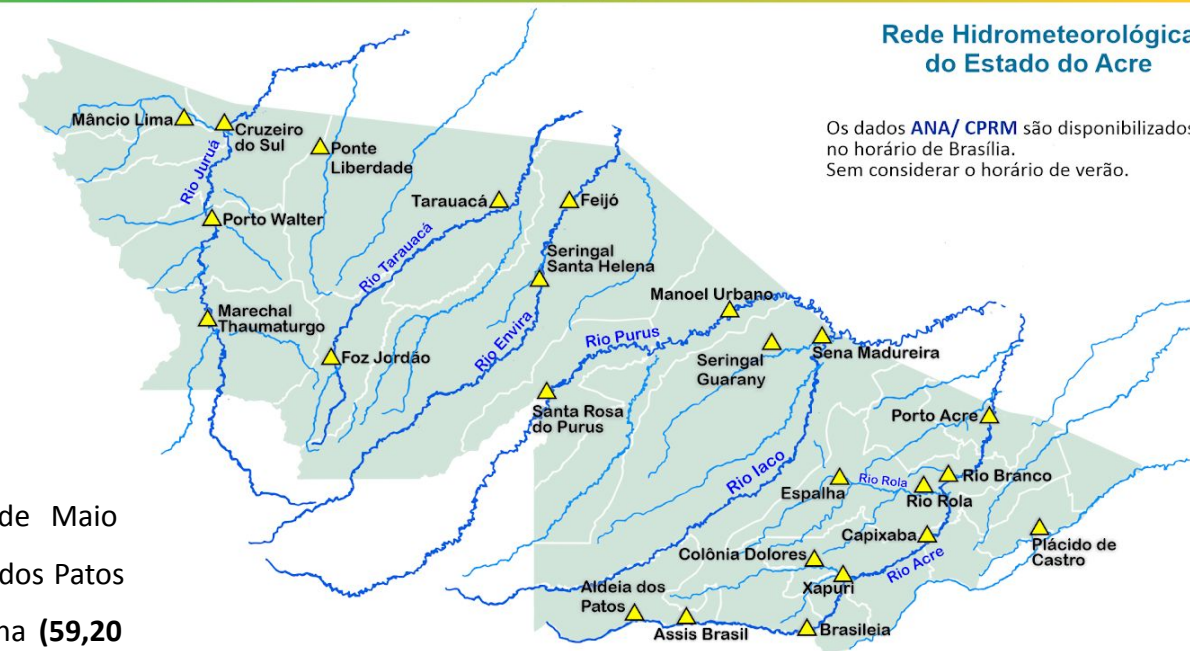 Rede Hidrometeorológica
do Estado do Acre
Os dados ANA/ CPRM são disponibilizados
no horário de Brasília.
Sem considerar o horário de verão.
Mâncio Lima
Cruzeiro
do Sul
Ponte
Liberdade
Rio Juruá
Tarauacá
Feijó
Porto Walter
Rio Tarauacá
Seringal
Santa Helena
Manoel Urbano
Marechal
Thaumaturgo
Rio Envira
Rio Purus
Foz Jordão
Seringal
Guarany
Sena Madureira
Santa Rosa
do Purus
Porto Acre
Rio Iaco
Espalha
Rio Rola
Rio Branco
Rio Rola
Capixaba
Plácido de
Castro
Colônia Dolores
Rio Acre
Xapuri
Aldeia dos
Patos
Assis Brasil
Brasileia
de Maio
dos Patos
na (59,20